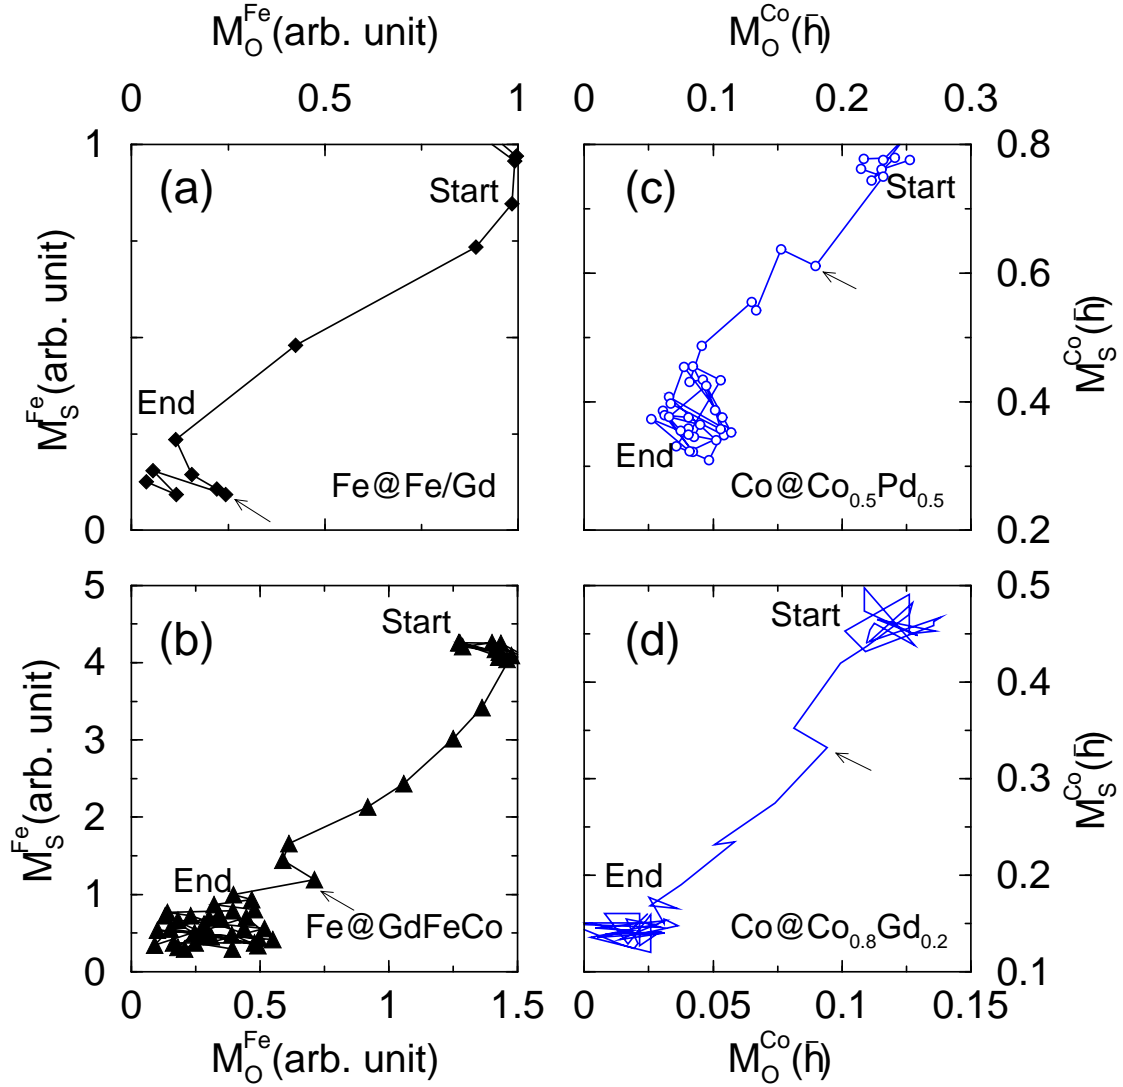 M_O^Fe(arb. unit) M_O^Co(ħ)
0 0.5 1 0 0.1 0.2 0.3
1 0.8
(a) Start (c) Start
0.6
M_S^Fe(arb. unit) M_S^Co(ħ)
End 0.4
End
Fe@Fe/Gd Co@Co_0.5Pd_0.5
0 0.2
5 0.5
Start Start
(b) (d)
4 0.4
M_S^Fe(arb. unit) M_S^Co(ħ)
3 0.3
2 0.2
End End
1
Fe@GdFeCo Co@Co_0.8Gd_0.2
0 0.1
0 0.5 1 1.5 0 0.05 0.1 0.15
M_O^Fe(arb. unit) M_O^Co(ħ)